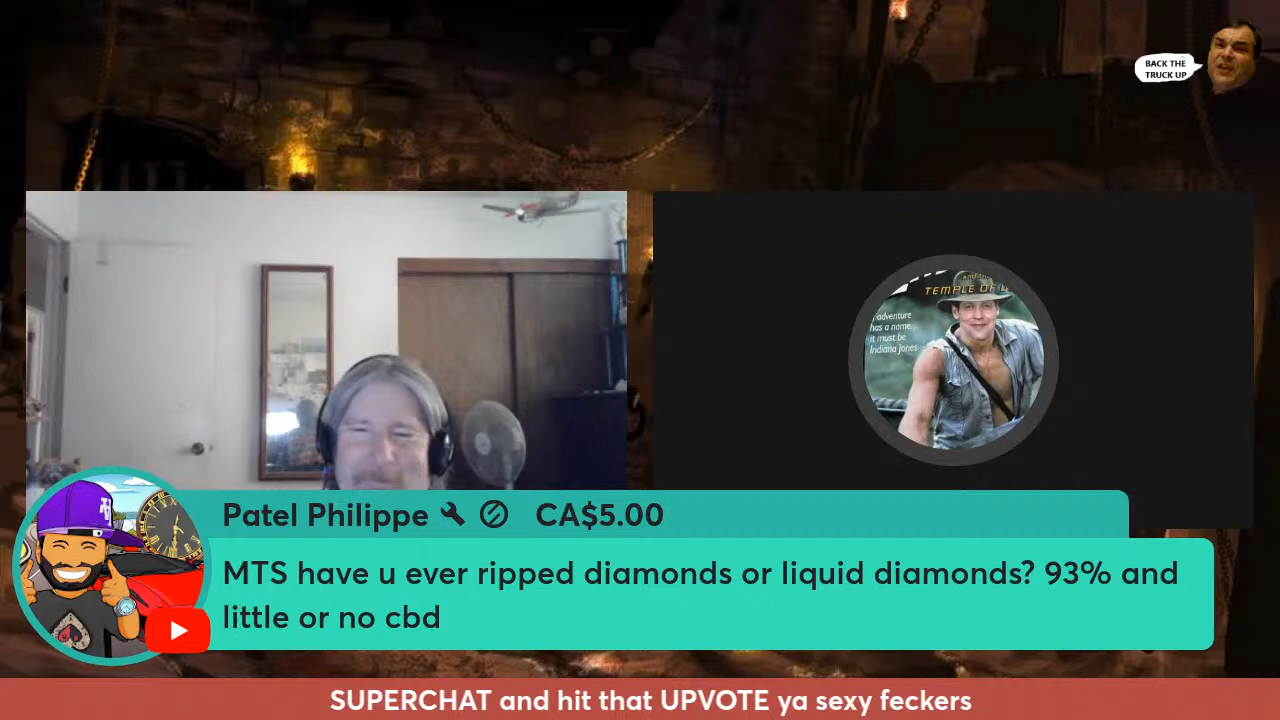 BACK THE
TRUCK UP
TEMPLE OF
adventure
has a name.
it must be
Indiana Jones
Patel Philippe CA$5.00
MTS have u ever ripped diamonds or liquid diamonds? 93% and
little or no cbd
SUPERCHAT and hit that UPVOTE ya sexy feckers